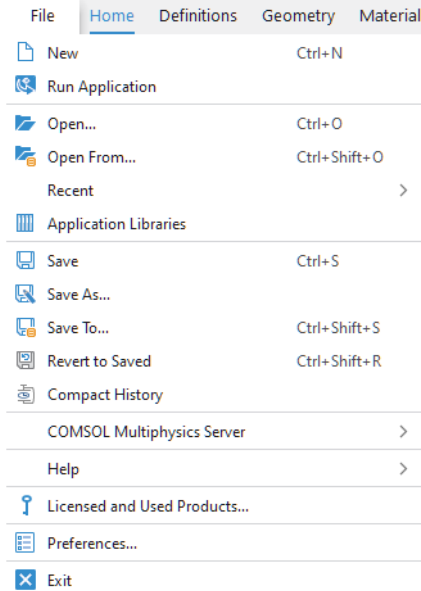 File Home Definitions Geometry Material
New Ctrl+N
Run Application
Open... Ctrl+O
Open From... Ctrl+Shift+O
Recent
Application Libraries
Save Ctrl+S
Save As...
Save To... Ctrl+Shift+S
Revert to Saved Ctrl+Shift+R
Compact History
COMSOL Multiphysics Server
Help
Licensed and Used Products...
Preferences...
Exit